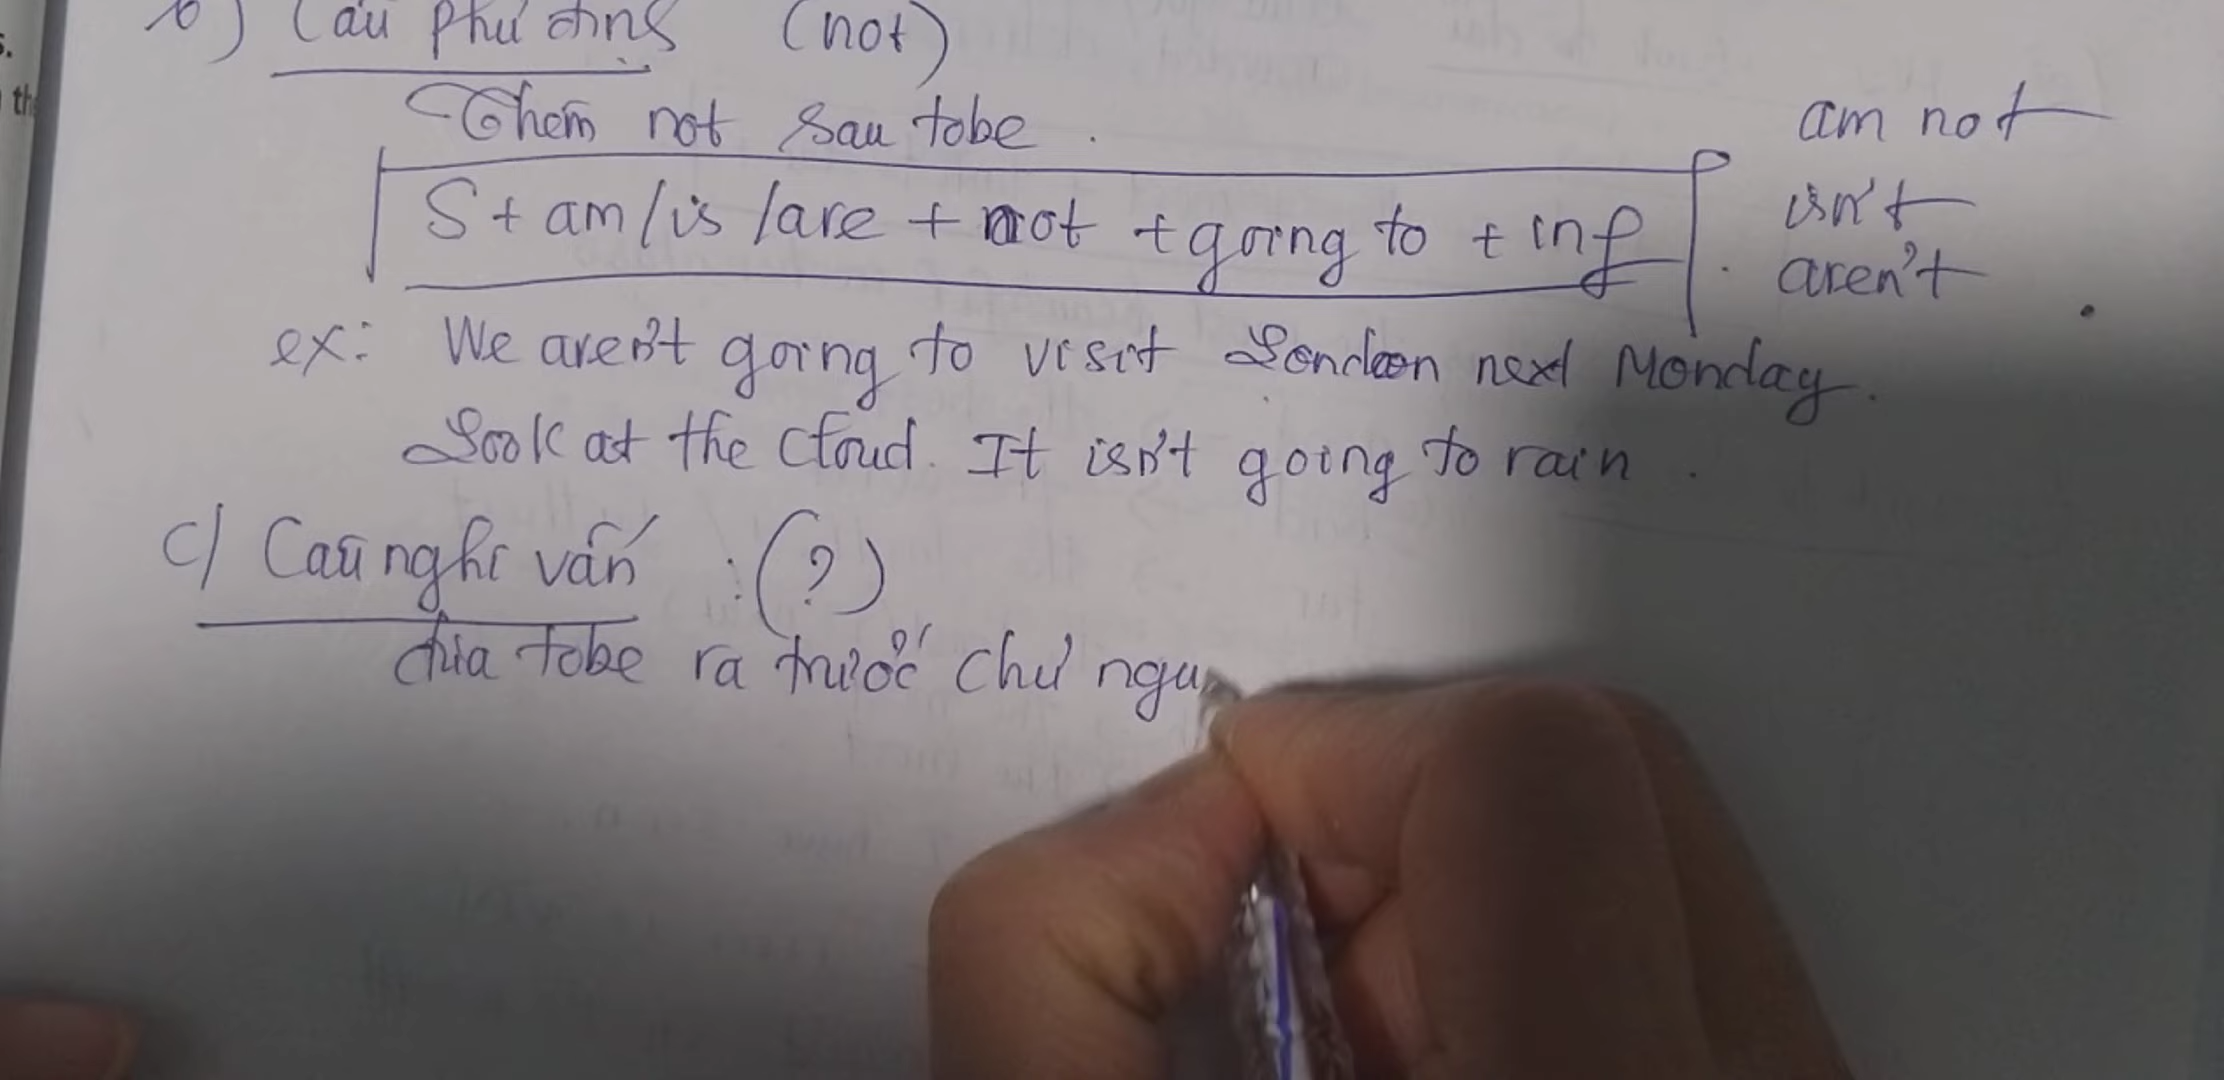 b) Câu phủ định (not)
Thêm not sau tobe.
am not
S + am / is / are + not + going to + inf
isn't
aren't
ex: We aren't going to visit London next Monday.
Look at the cloud. It isn't going to rain.
c) Câu nghi vấn : (?)
đưa tobe ra trước chủ ngư